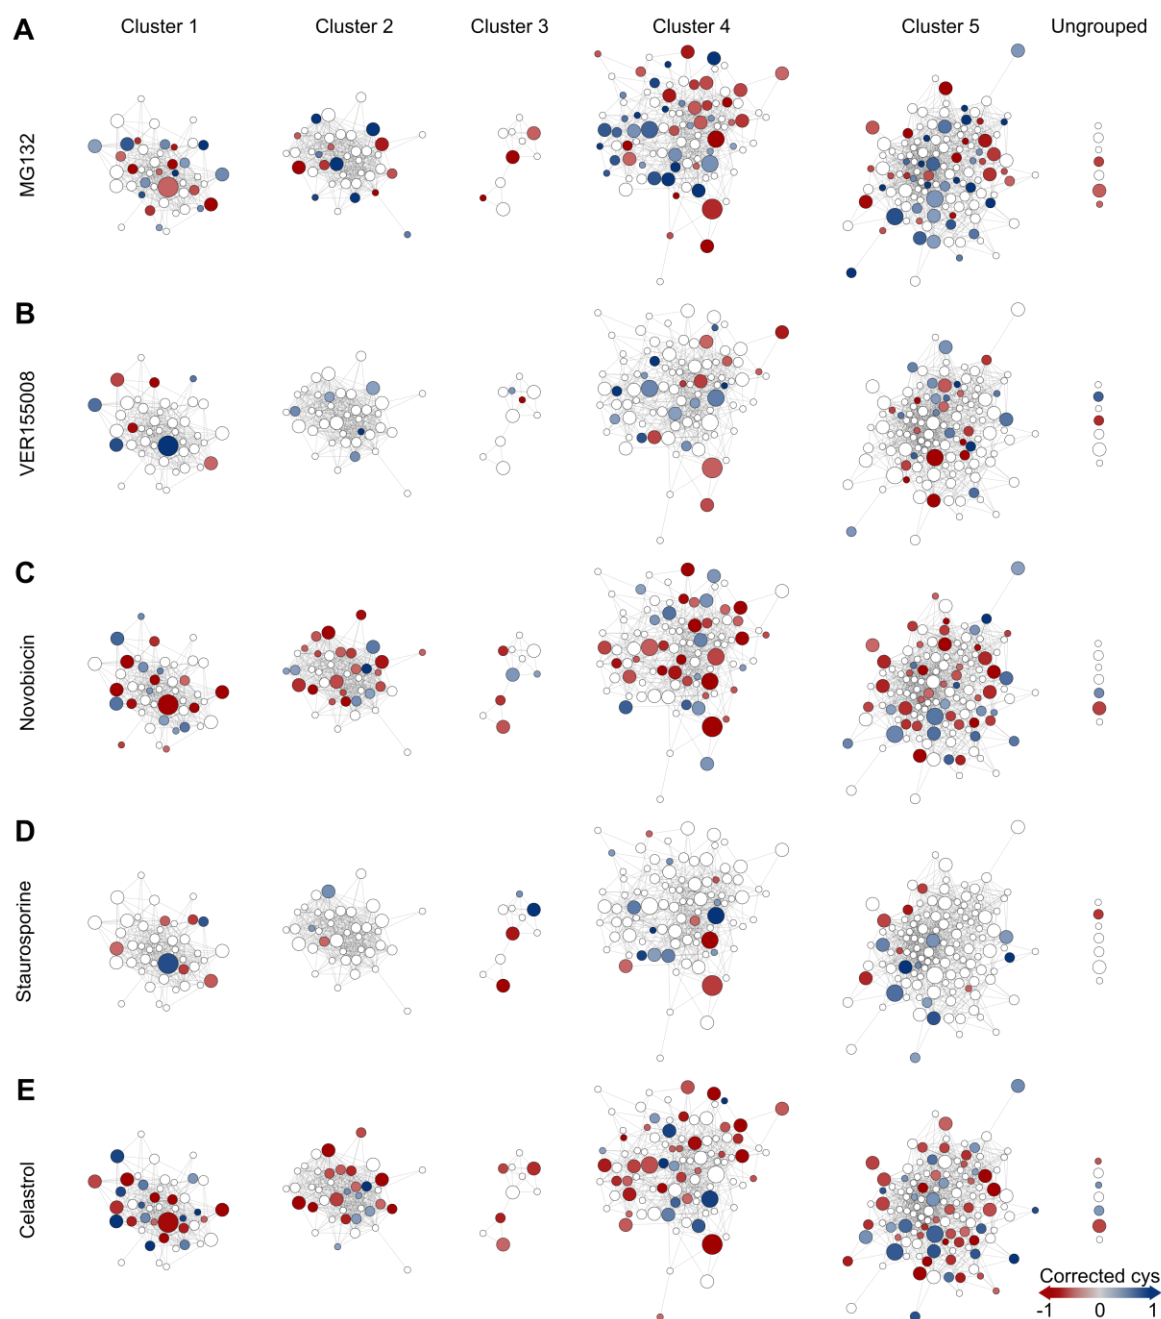 A
Cluster 1
Cluster 2
Cluster 3
Cluster 4
Cluster 5
Ungrouped
MG132
B
VER155008
C
Novobiocin
D
Staurosporine
E
Celastrol
Corrected cys
-1
0
1